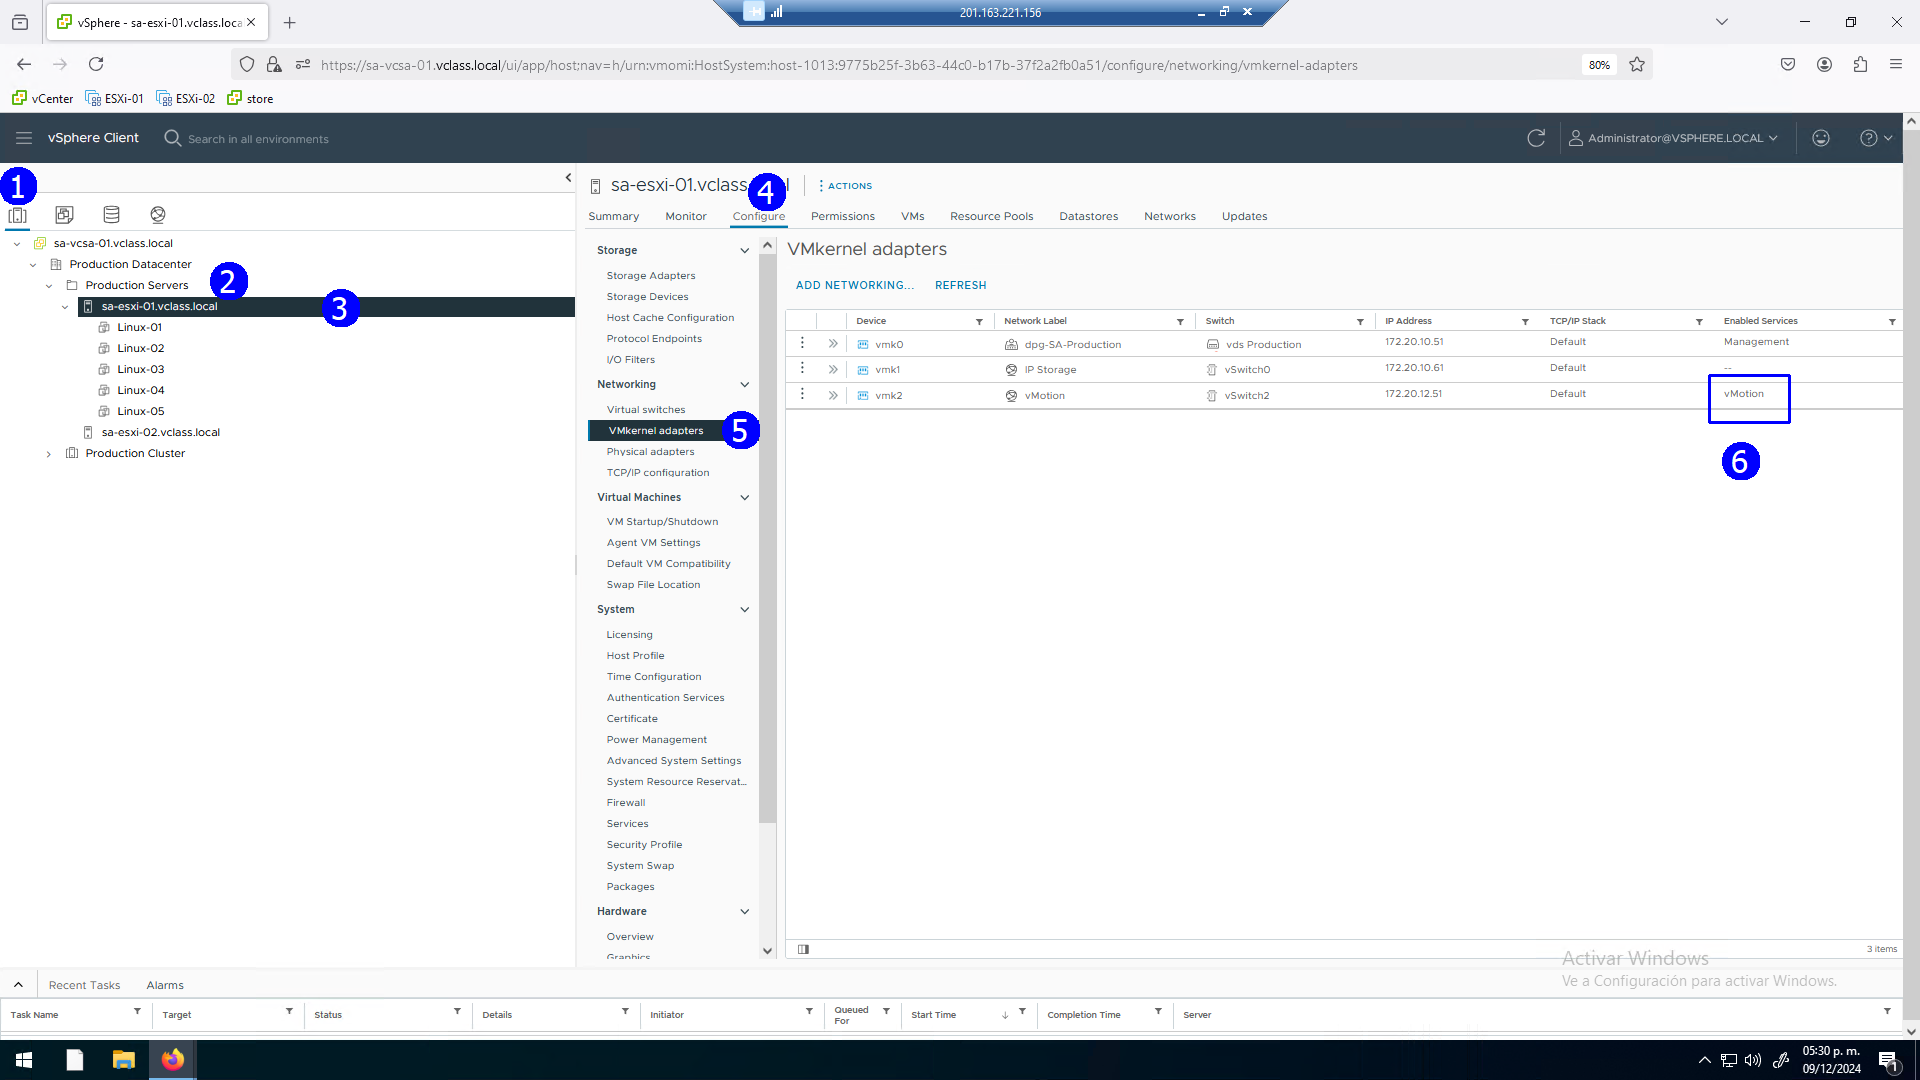 vSphere - sa-esxi-01.vclass.loca
201.163.221.156
https://sa-vcsa-01.vclass.local/ui/app/host;nav=h/urn:vmomi:HostSystem:host-1013:9775b25f-3b63-44c0-b17b-37f2a2fb0a51/configure/networking/vmkernel-adapters
80%
vCenter ESXi-01 ESXi-02 store
vSphere Client Search in all environments Administrator@VSPHERE.LOCAL
1
sa-vcsa-01.vclass.local
Production Datacenter
Production Servers
2
sa-esxi-01.vclass.local
3
Linux-01
Linux-02
Linux-03
Linux-04
Linux-05
sa-esxi-02.vclass.local
Production Cluster
sa-esxi-01.vclass. l ACTIONS
4
Summary Monitor Configure Permissions VMs Resource Pools Datastores Networks Updates
Storage
Storage Adapters
Storage Devices
Host Cache Configuration
Protocol Endpoints
I/O Filters
Networking
Virtual switches
VMkernel adapters
5
Physical adapters
TCP/IP configuration
Virtual Machines
VM Startup/Shutdown
Agent VM Settings
Default VM Compatibility
Swap File Location
System
Licensing
Host Profile
Time Configuration
Authentication Services
Certificate
Power Management
Advanced System Settings
System Resource Reservat...
Firewall
Services
Security Profile
System Swap
Packages
Hardware
Overview
Graphics
VMkernel adapters
ADD NETWORKING... REFRESH
Device Network Label Switch IP Address TCP/IP Stack Enabled Services
vmk0 dpg-SA-Production vds Production 172.20.10.51 Default Management
vmk1 IP Storage vSwitch0 172.20.10.61 Default --
vmk2 vMotion vSwitch2 172.20.12.51 Default vMotion
6
3 items
Activar Windows
Ve a Configuración para activar Windows.
Recent Tasks Alarms
Task Name Target Status Details Initiator Queued For Start Time Completion Time Server
05:30 p. m.
09/12/2024
1